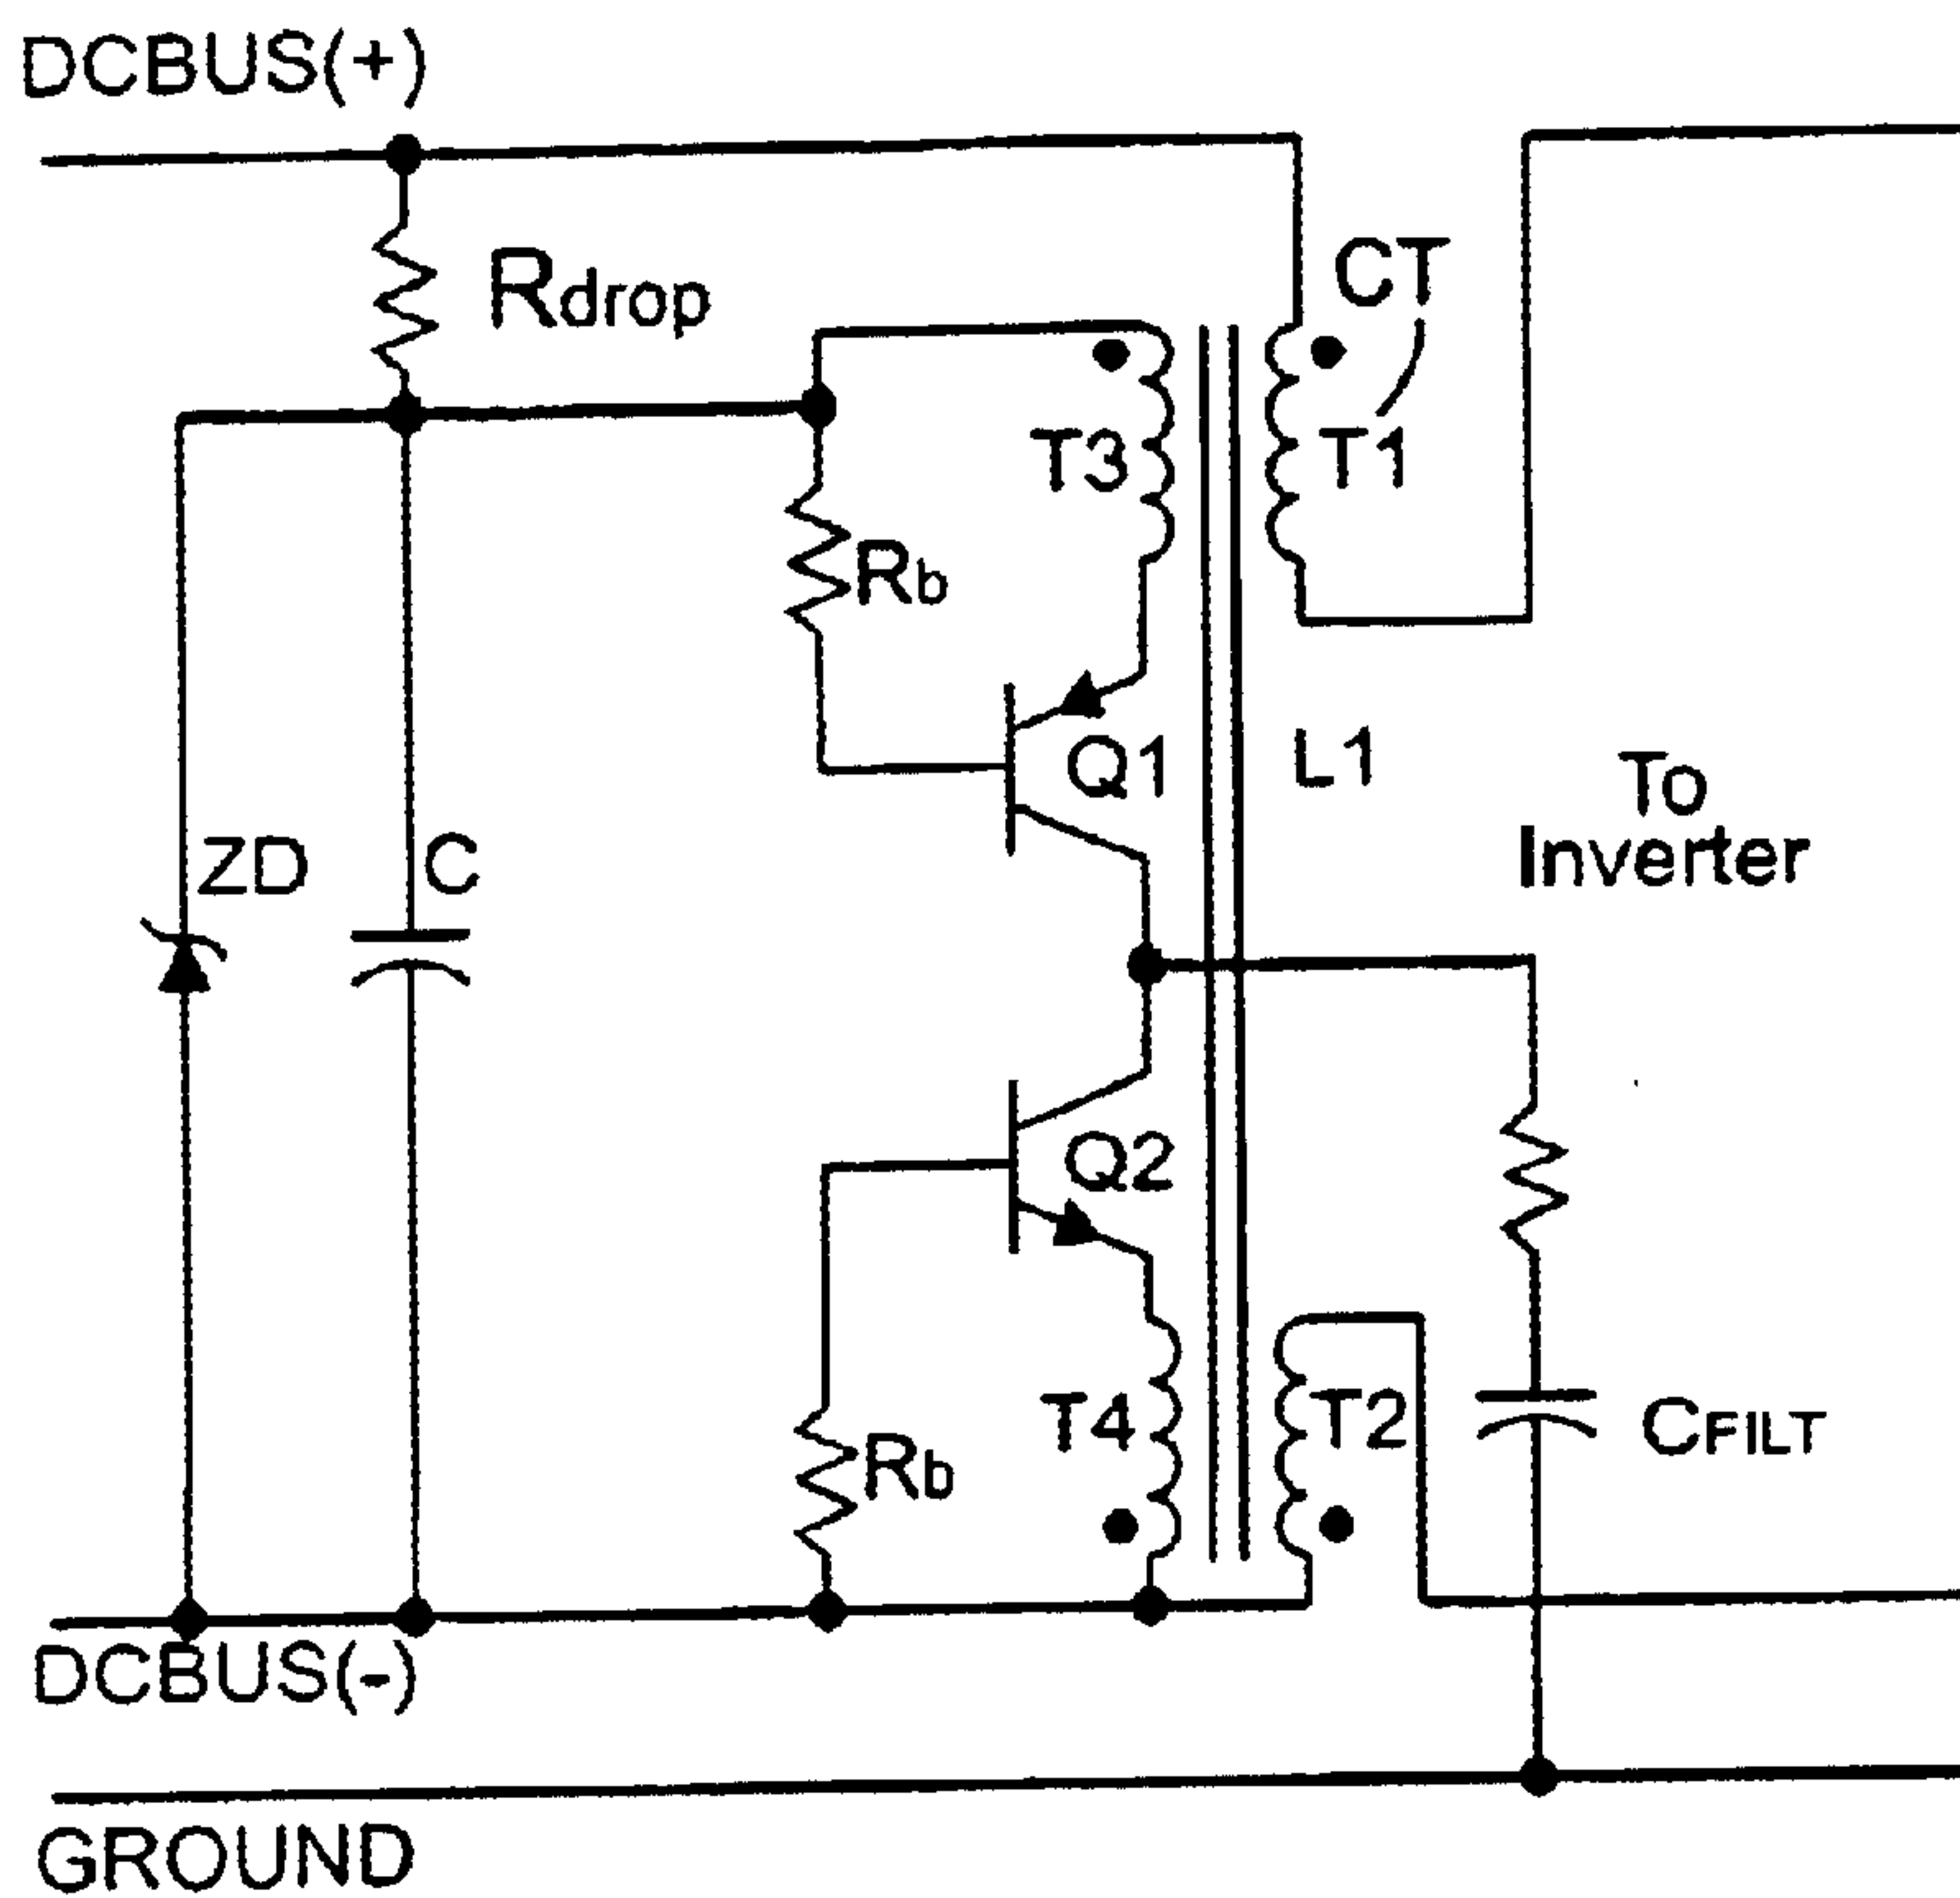 DCBUS(+)
Rdrop
CT
T3
T1
Rb
Q1
L1
To
Inverter
ZD
C
Q2
T4
T2
Rb
CFILT
DCBUS(-)
GROUND